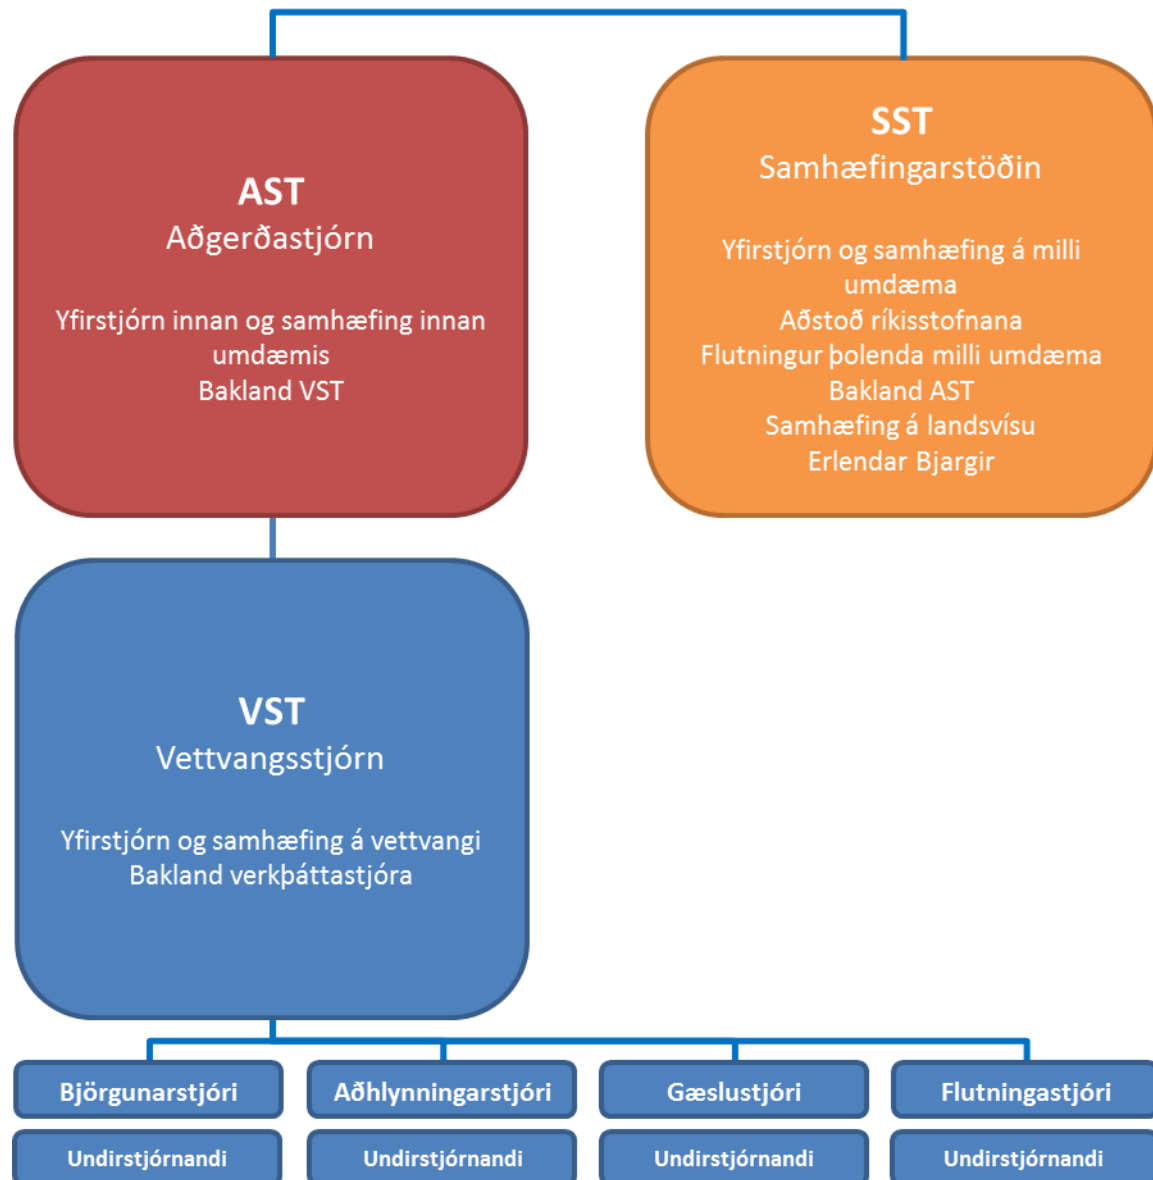 AST
Aðgerðastjórn
Yfirstjórn innan og samhæfing innan
umdæmis
Bakland VST
SST
Samhæfingarstöðin
Yfirstjórn og samhæfing á milli
umdæma
Aðstoð ríkisstofnana
Flutningur þolenda milli umdæma
Bakland AST
Samhæfing á landsvísu
Erlendar Bjargir
VST
Vettvangsstjórn
Yfirstjórn og samhæfing á vettvangi
Bakland verkþáttastjóra
Björgunarstjóri
Aðhlynningarstjóri
Gæslustjóri
Flutningastjóri
Undirstjórnandi
Undirstjórnandi
Undirstjórnandi
Undirstjórnandi